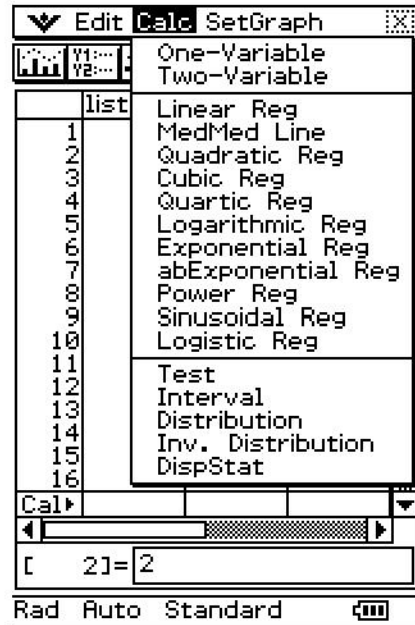 Edit Calc SetGraph
Y1:···
Y2:···
One-Variable
Two-Variable
list
Linear Reg
MedMed Line
Quadratic Reg
Cubic Reg
Quartic Reg
Logarithmic Reg
Exponential Reg
abExponential Reg
Power Reg
Sinusoidal Reg
Logistic Reg
Test
Interval
Distribution
Inv. Distribution
DispStat
1
2
3
4
5
6
7
8
9
10
11
12
13
14
15
16
Cal
[ 2]= 2
Rad Auto Standard